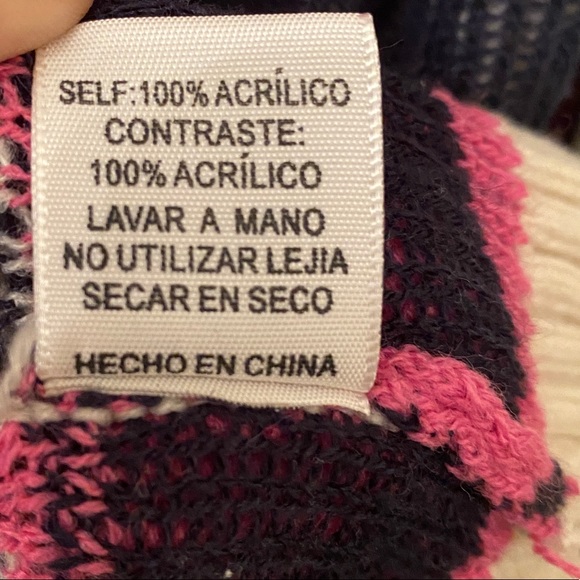 SELF:100% ACRÍLICO
CONTRASTE:
100% ACRÍLICO
LAVAR A MANO
NO UTILIZAR LEJIA
SECAR EN SECO
HECHO EN CHINA